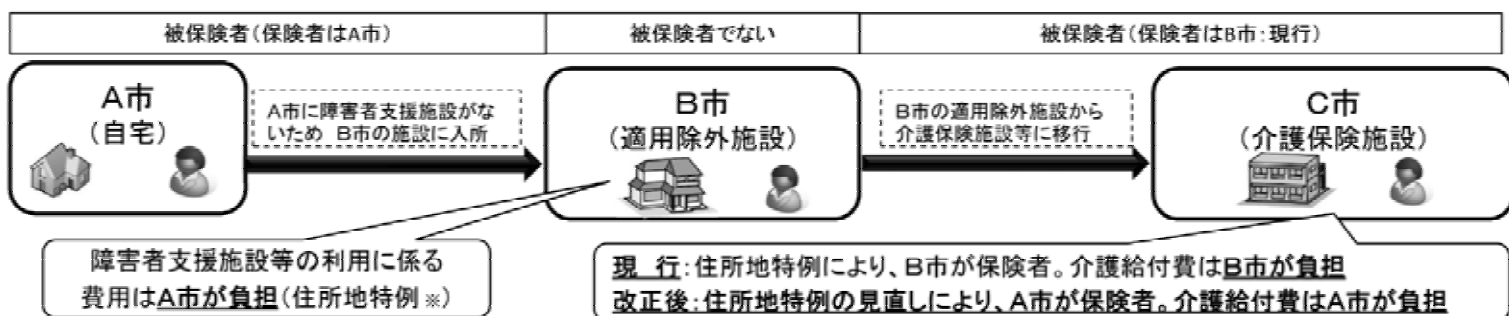 被保険者(保険者はA市)
被保険者でない
被保険者(保険者はB市:現行)
A市
(自宅)
A市に障害者支援施設がな
いため B市の施設に入所
B市
(適用除外施設)
B市の適用除外施設から
介護保険施設等に移行
C市
(介護保険施設)
障害者支援施設等の利用に係る
費用はA市が負担(住所地特例※)
現 行:住所地特例により、B市が保険者。介護給付費はB市が負担
改正後:住所地特例の見直しにより、A市が保険者。介護給付費はA市が負担